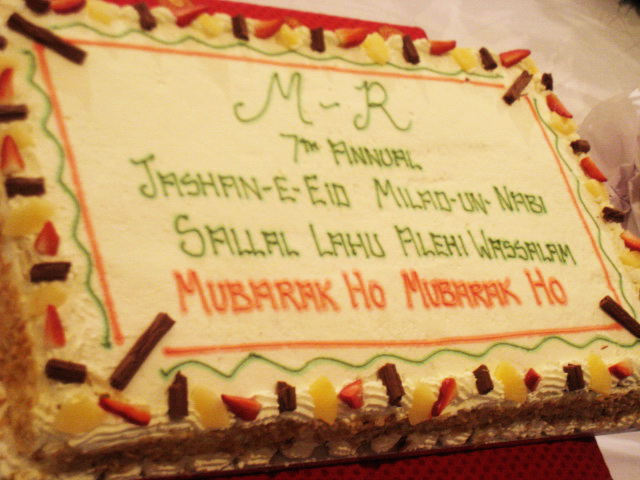 M-R
7TH ANNUAL
JASHAN-E-EID MILAD-UN-NABI
SALLAL LAHU ALEHI WASSALAM
MUBARAK HO MUBARAK HO